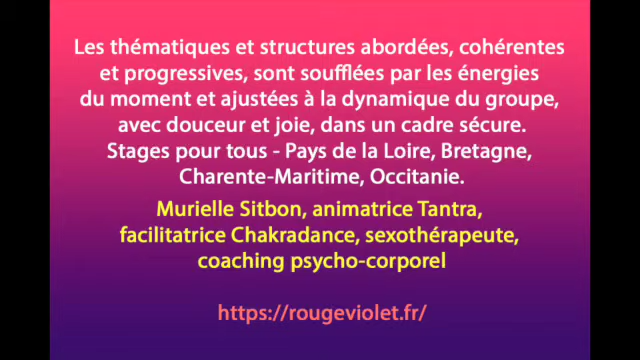 Les thématiques et structures abordées, cohérentes
et progressives, sont soufflées par les énergies
du moment et ajustées à la dynamique du groupe,
avec douceur et joie, dans un cadre sécure.
Stages pour tous - Pays de la Loire, Bretagne,
Charente-Maritime, Occitanie.
Murielle Sitbon, animatrice Tantra,
facilitatrice Chakradance, sexothérapeute,
coaching psycho-corporel
https://rougeviolet.fr/